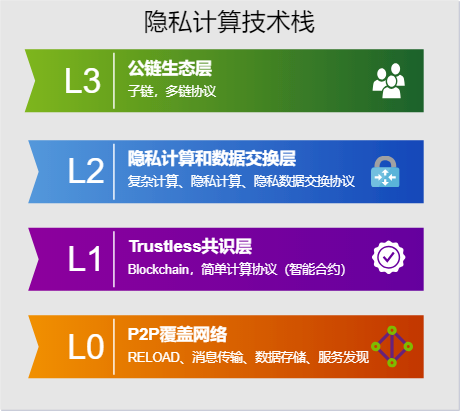 隐私计算技术栈
L3
公链生态层
子链，多链协议
L2
隐私计算和数据交换层
复杂计算、隐私计算、隐私数据交换协议
L1
Trustless共识层
Blockchain，简单计算协议（智能合约）
L0
P2P覆盖网络
RELOAD、消息传输、数据存储、服务发现